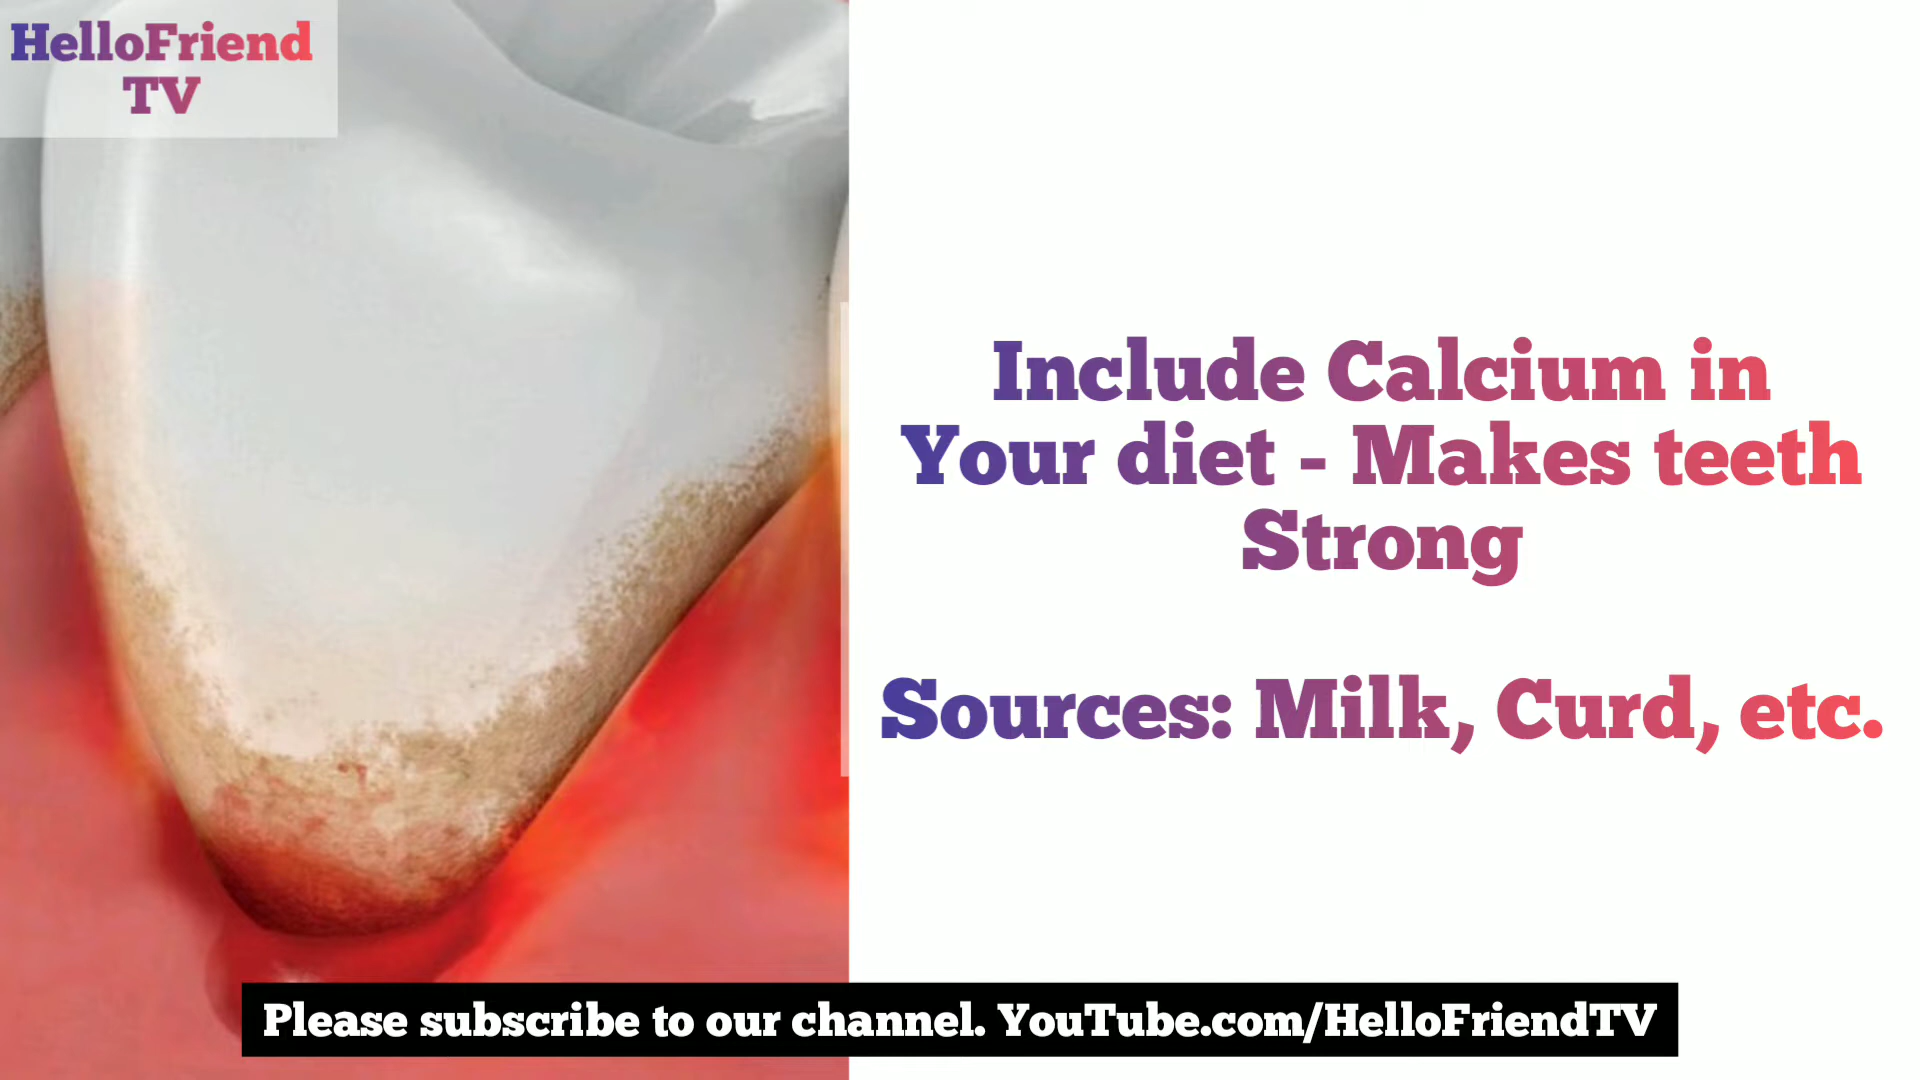 HelloFriend
TV
Include Calcium in
Your diet - Makes teeth
Strong
Sources: Milk, Curd, etc.
Please subscribe to our channel. YouTube.com/HelloFriendTV